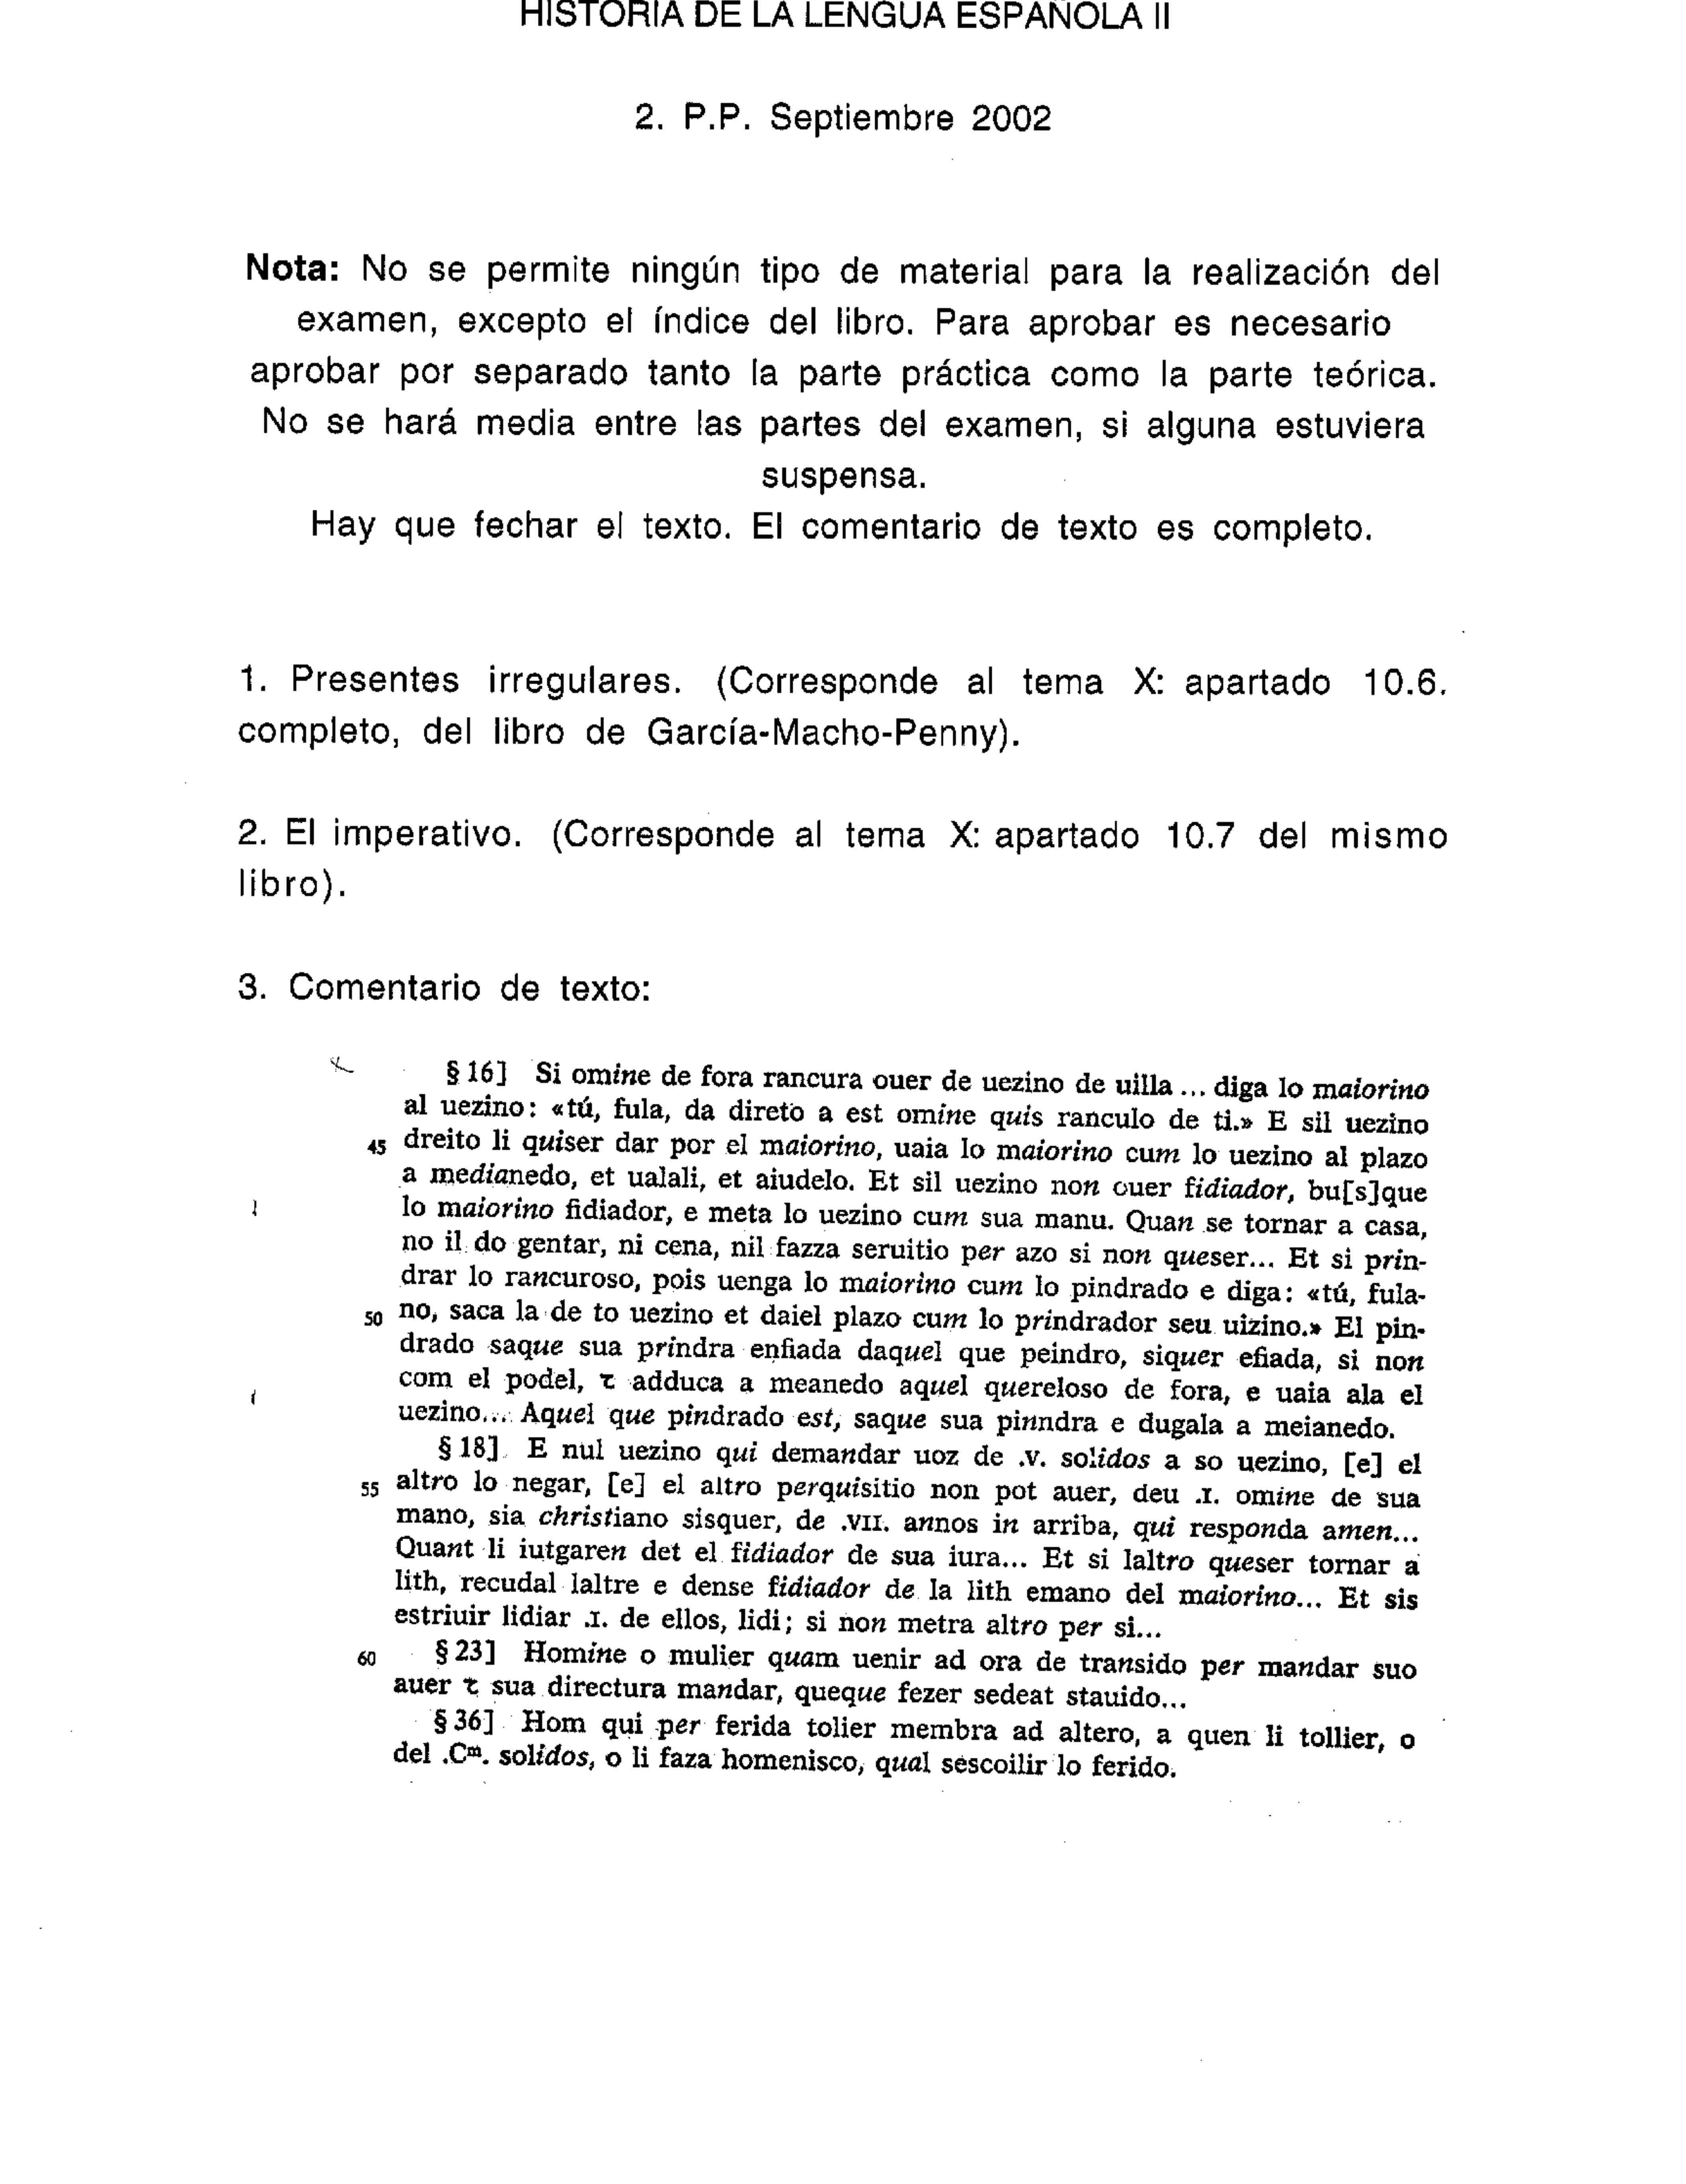 HISTORIA DE LA LENGUA ESPAÑOLA II
2. P.P. Septiembre 2002
Nota: No se permite ningún tipo de material para la realización del
examen, excepto el índice del libro. Para aprobar es necesario
aprobar por separado tanto la parte práctica como la parte teórica.
No se hará media entre las partes del examen, si alguna estuviera
suspensa.
Hay que fechar el texto. El comentario de texto es completo.
1. Presentes irregulares. (Corresponde al tema X: apartado 10.6.
completo, del libro de García-Macho-Penny).
2. El imperativo. (Corresponde al tema X: apartado 10.7 del mismo
libro).
3. Comentario de texto:
§ 16] Si omine de fora rancura ouer de uezino de uilla ... diga lo maiorino
al uezino: «tú, fula, da direto a est omine quis ranculo de ti.» E sil uezino
45 dreito li quiser dar por el maiorino, uaia lo maiorino cum lo uezino al plazo
a medianedo, et ualali, et aiudelo. Et sil uezino non ouer fidiador, bu[s]que
lo maiorino fidiador, e meta lo uezino cum sua manu. Quan se tornar a casa,
no il do gentar, ni cena, nil fazza seruitio per azo si non queser... Et si prin-
drar lo rancuroso, pois uenga lo maiorino cum lo pindrado e diga: «tú, fula-
50 no, saca la de to uezino et daiel plazo cum lo prindrador seu uizino.» El pin-
drado saque sua prindra enfiada daquel que peindro, siquer efiada, si non
com el podel, τ adduca a meanedo aquel quereloso de fora, e uaia ala el
uezino... Aquel que pindrado est, saque sua pinndra e dugala a meianedo.
§ 18] E nul uezino qui demandar uoz de .v. solidos a so uezino, [e] el
55 altro lo negar, [e] el altro perquisitio non pot auer, deu .I. omine de sua
mano, sia christiano sisquer, de .VII. annos in arriba, qui responda amen...
Quant li iutgaren det el fidiador de sua iura... Et si laltro queser tornar a
lith, recudal laltre e dense fidiador de la lith emano del maiorino... Et sis
estriuir lidiar .I. de ellos, lidi; si non metra altro per si...
60 § 23] Homine o mulier quam uenir ad ora de transido per mandar suo
auer τ sua directura mandar, queque fezer sedeat stauido...
§ 36] Hom qui per ferida tolier membra ad altero, a quen li tollier, o
del .Cᵐ. solidos, o li faza homenisco, qual sescoilir lo ferido.